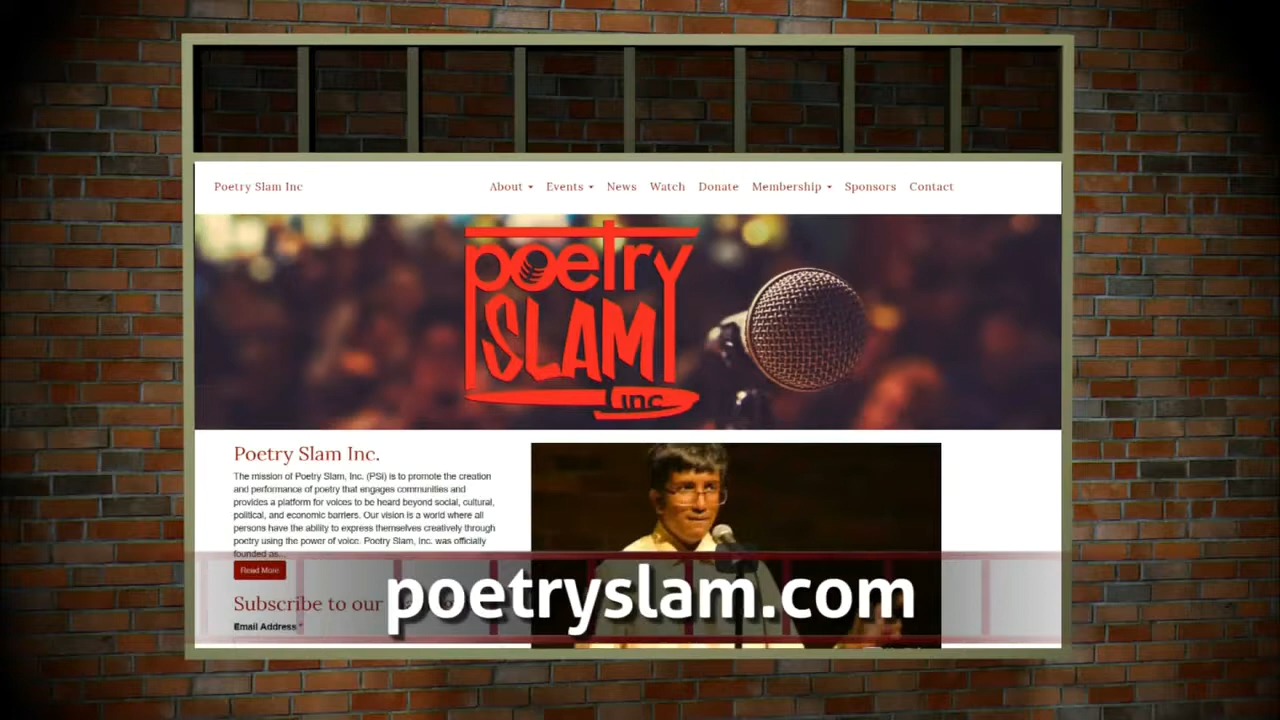 Poetry Slam Inc
About Events News Watch Donate Membership Sponsors Contact
poetry
SLAM
inc
Poetry Slam Inc.
The mission of Poetry Slam, Inc. (PSi) is to promote the creation
and performance of poetry that engages communities and
provides a platform for voices to be heard beyond social, cultural,
political, and economic barriers. Our vision is a world where all
persons have the ability to express themselves creatively through
poetry using the power of voice. Poetry Slam, Inc. was officially
founded as...
Read More
Subscribe to our
Email Address *
poetryslam.com